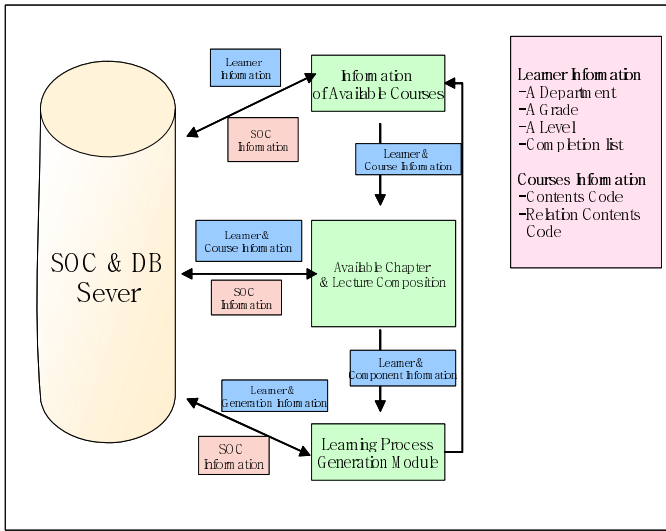 Learner
Information
SOC
Information
Information
of Available Courses
Learner &
Course Information
SOC & DB
Sever
Learner &
Course Information
SOC
Information
Available Chapter
& Lecture Composition
Learner &
Component Information
Learner &
Generation Information
SOC
Information
Learning Process
Generation Module
Learner Information
-A Department
-A Grade
-A Level
-Completion list
Courses Information
-Contents Code
-Relation Contents
Code